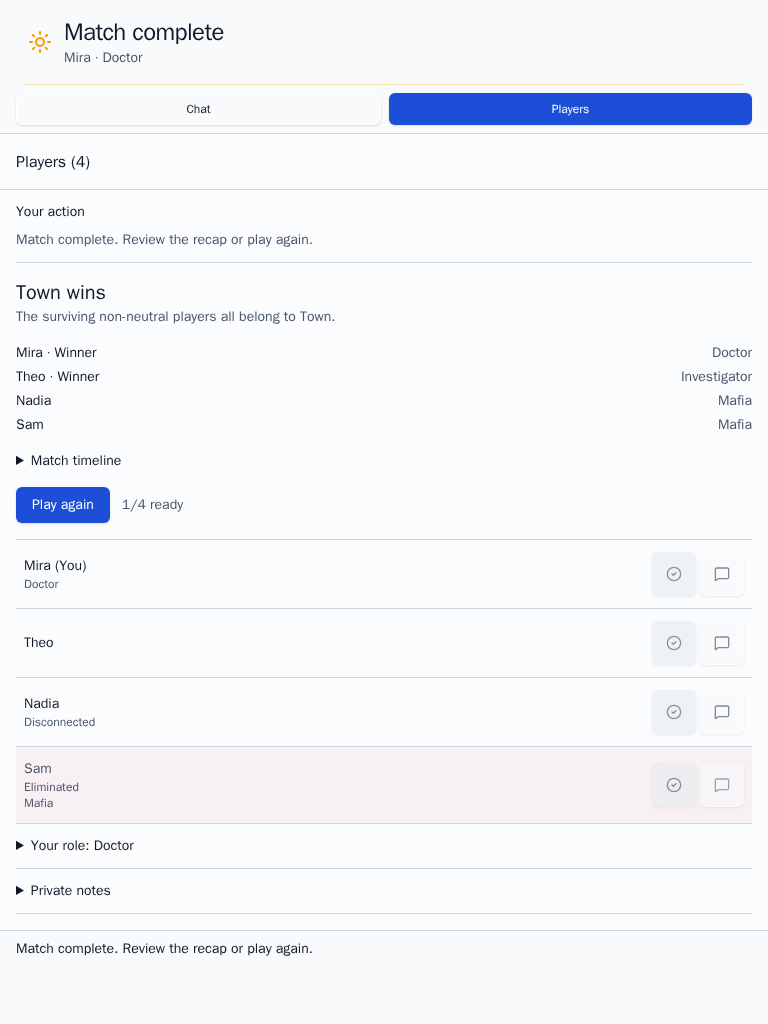 Match complete
Mira · Doctor
Chat
Players
Players (4)
Your action
Match complete. Review the recap or play again.
Town wins
The surviving non-neutral players all belong to Town.
Mira · Winner Doctor
Theo · Winner Investigator
Nadia Mafia
Sam Mafia
Match timeline
Play again 1/4 ready
Mira (You)
Doctor
Theo
Nadia
Disconnected
Sam
Eliminated
Mafia
Your role: Doctor
Private notes
Match complete. Review the recap or play again.